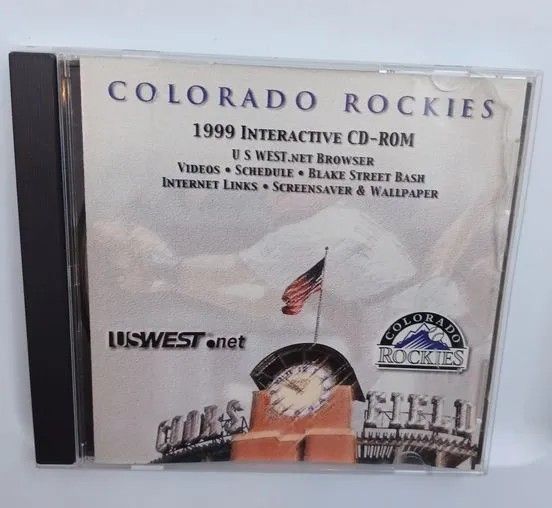 COLORADO ROCKIES
1999 INTERACTIVE CD-ROM
U S WEST.NET BROWSER
VIDEOS • SCHEDULE • BLAKE STREET BASH
INTERNET LINKS • SCREENSAVER & WALLPAPER
USWEST.net
COLORADO
ROCKIES
COORS FIELD